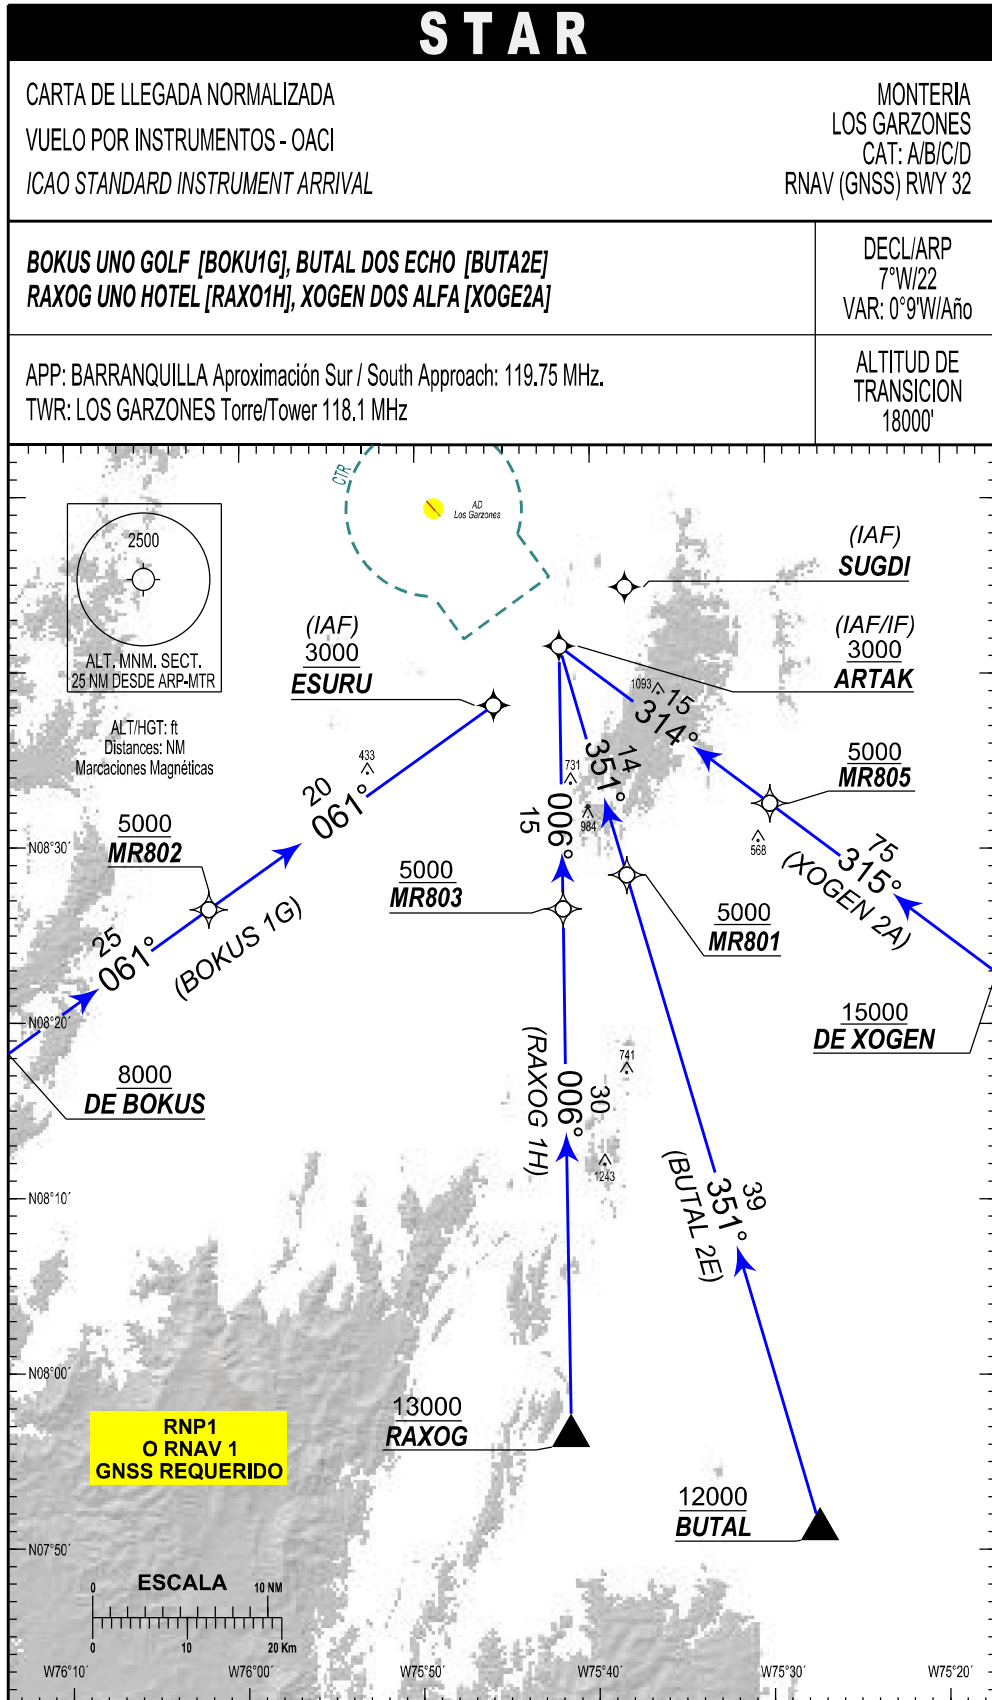 STAR
CARTA DE LLEGADA NORMALIZADA
VUELO POR INSTRUMENTOS - OACI
ICAO STANDARD INSTRUMENT ARRIVAL
MONTERIA
LOS GARZONES
CAT: A/B/C/D
RNAV (GNSS) RWY 32
BOKUS UNO GOLF [BOKU1G], BUTAL DOS ECHO [BUTA2E]
RAXOG UNO HOTEL [RAXO1H], XOGEN DOS ALFA [XOGE2A]
DECL/ARP
7°W/22
VAR: 0°9'W/Año
APP: BARRANQUILLA Aproximación Sur / South Approach: 119.75 MHz.
TWR: LOS GARZONES Torre/Tower 118.1 MHz
ALTITUD DE
TRANSICION
18000'
CTR
AD
Los Garzones
2500
ALT. MNM. SECT.
25 NM DESDE ARP-MTR
ALT/HGT: ft
Distances: NM
Marcaciones Magnéticas
(IAF)
SUGDI
(IAF)
3000
ESURU
(IAF/IF)
3000
ARTAK
1093
15
314°
5000
MR805
433
20
061°
731
14
351°
984
006°
15
568
75
315°
(XOGEN 2A)
5000
MR802
N08°30'
5000
MR803
5000
MR801
25
061°
(BOKUS 1G)
N08°20'
15000
DE XOGEN
8000
DE BOKUS
741
(RAXOG 1H)
006°
30
1243
N08°10'
39
351°
(BUTAL 2E)
N08°00'
13000
RAXOG
RNP1
O RNAV 1
GNSS REQUERIDO
12000
BUTAL
N07°50'
ESCALA
0
10 NM
0
10
20 Km
W76°10'
W76°00'
W75°50'
W75°40'
W75°30'
W75°20'